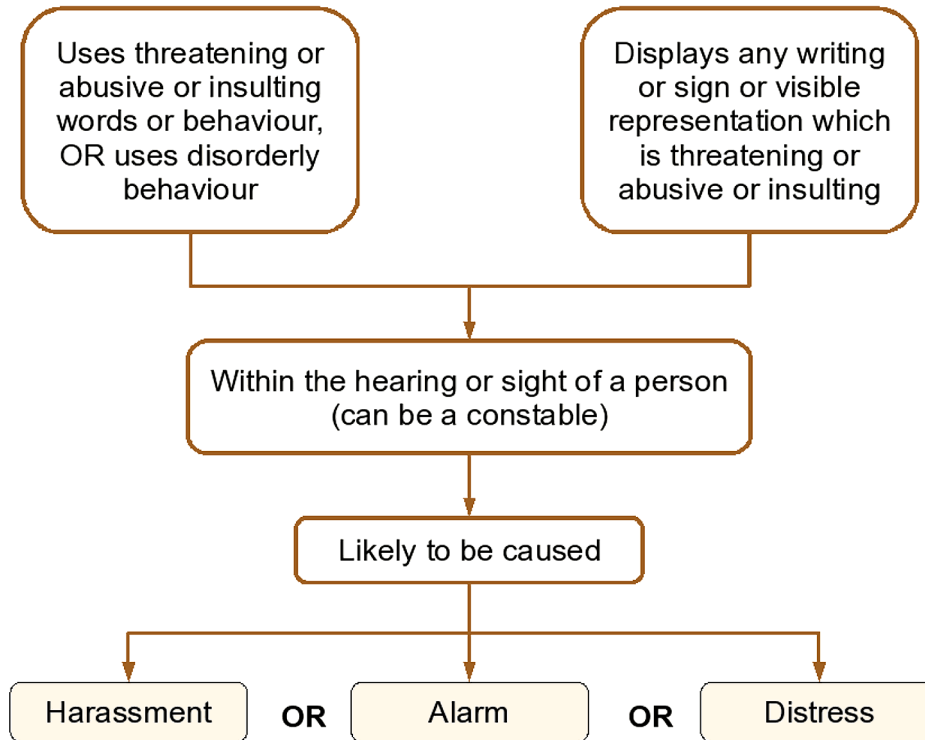 Uses threatening or
abusive or insulting
words or behaviour,
OR uses disorderly
behaviour
Displays any writing
or sign or visible
representation which
is threatening or
abusive or insulting
Within the hearing or sight of a person
(can be a constable)
Likely to be caused
Harassment OR Alarm OR Distress